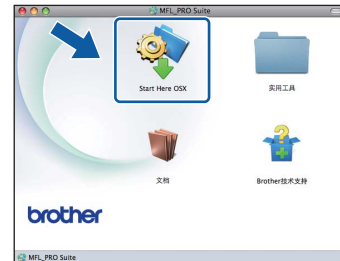 MFL_PRO Suite
Start Here OSX
实用工具
文档
Brother技术支持
brother
MFL_PRO Suite